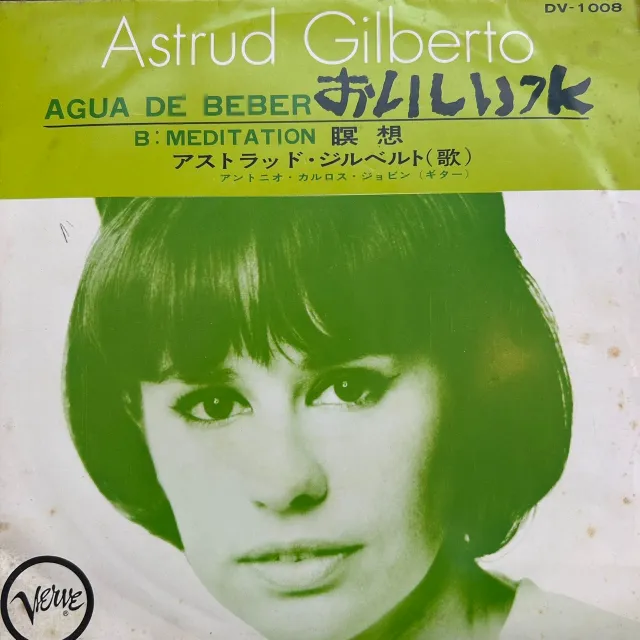 DV-1008
Astrud Gilberto
AGUA DE BEBER おいしい水
B: MEDITATION 瞑想
アストラッド・ジルベルト(歌)
アントニオ・カルロス・ジョビン(ギター)
Verve®